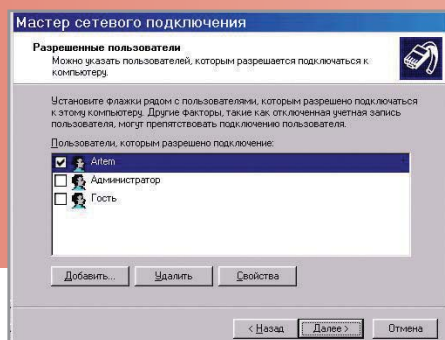 Мастер сетевого подключения
Разрешенные пользователи
Можно указать пользователей, которым разрешается подключаться к
компьютеру.
Установите флажки рядом с пользователями, которым разрешено подключаться
к этому компьютеру. Другие факторы, такие как отключенная учетная запись
пользователя, могут препятствовать подключению пользователя.
Пользователи, которым разрешено подключение:
Artem
Администратор
Гость
Добавить...
Удалить
Свойства
< Назад
Далее >
Отмена